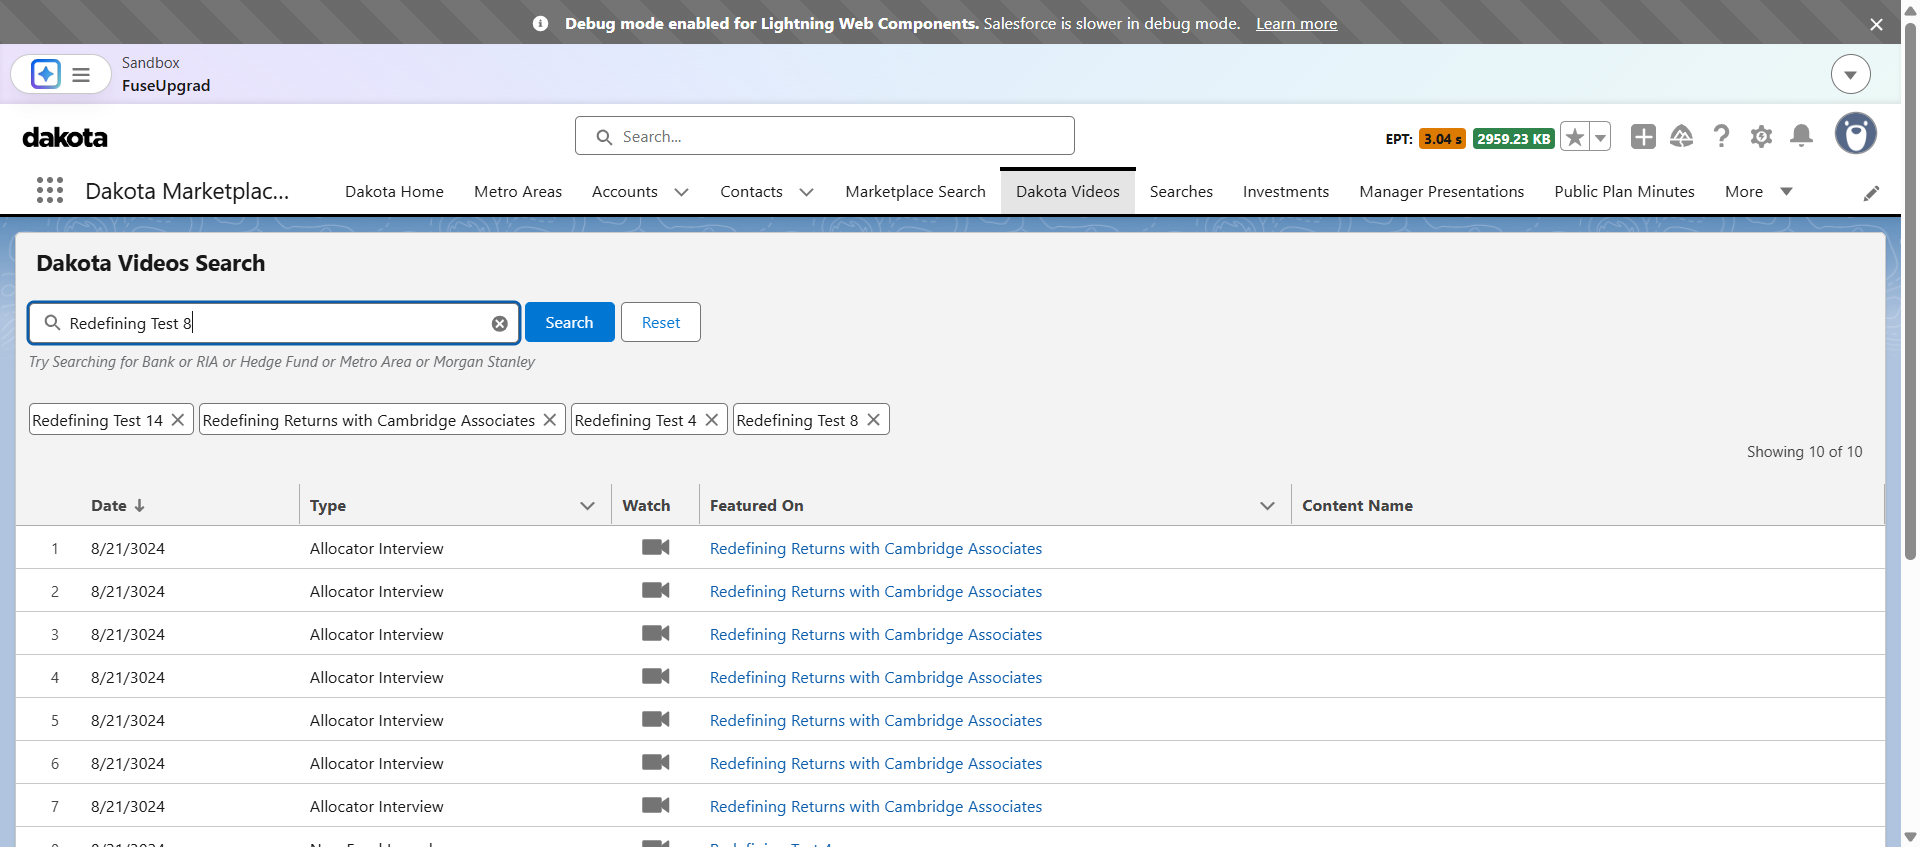 Debug mode enabled for Lightning Web Components. Salesforce is slower in debug mode. Learn more
Sandbox
FuseUpgrad
dakota
Search...
EPT: 3.04 s 2959.23 KB
Dakota Marketplac...
Dakota Home
Metro Areas
Accounts
Contacts
Marketplace Search
Dakota Videos
Searches
Investments
Manager Presentations
Public Plan Minutes
More
Dakota Videos Search
Redefining Test 8
Search
Reset
Try Searching for Bank or RIA or Hedge Fund or Metro Area or Morgan Stanley
Redefining Test 14
Redefining Returns with Cambridge Associates
Redefining Test 4
Redefining Test 8
Showing 10 of 10
Date Type Watch Featured On Content Name
1 8/21/3024 Allocator Interview Redefining Returns with Cambridge Associates
2 8/21/3024 Allocator Interview Redefining Returns with Cambridge Associates
3 8/21/3024 Allocator Interview Redefining Returns with Cambridge Associates
4 8/21/3024 Allocator Interview Redefining Returns with Cambridge Associates
5 8/21/3024 Allocator Interview Redefining Returns with Cambridge Associates
6 8/21/3024 Allocator Interview Redefining Returns with Cambridge Associates
7 8/21/3024 Allocator Interview Redefining Returns with Cambridge Associates